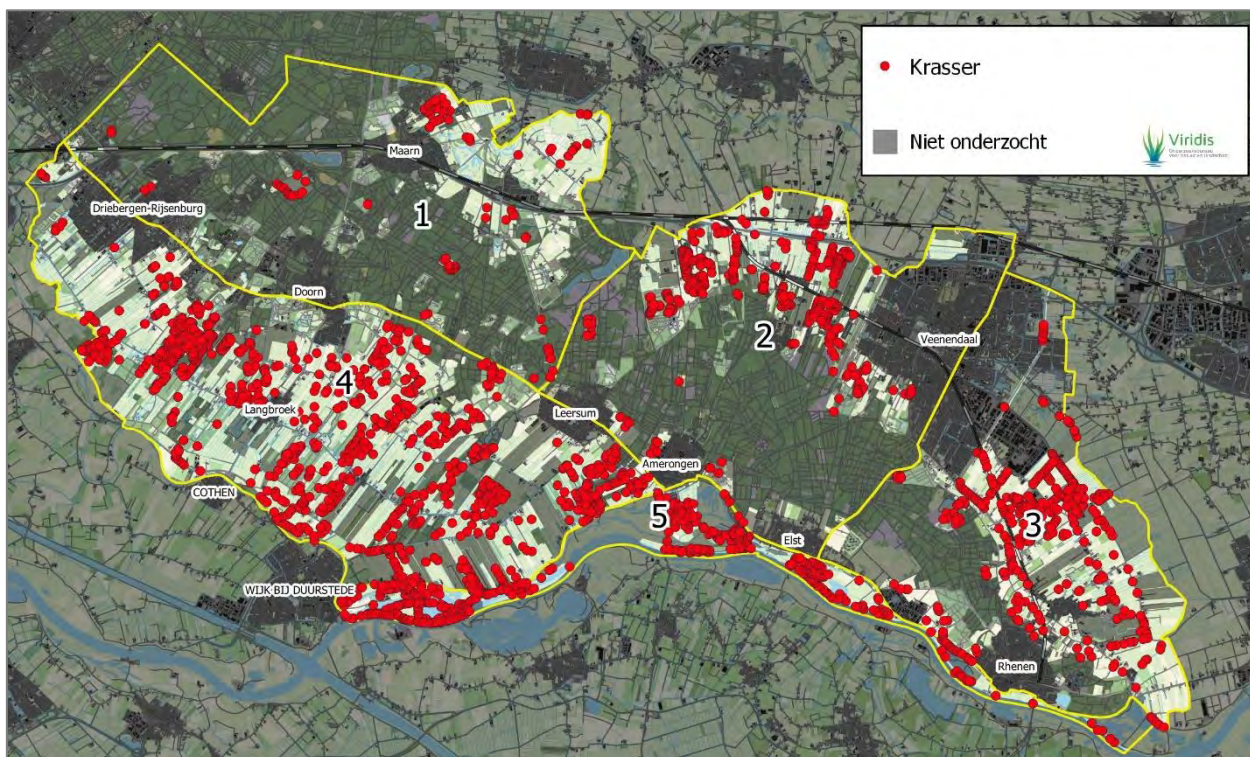 Krasser
Niet onderzocht
Viridis
Maarn
1
Driebergen-Rijsenburg
Doorn
2
Veenendaal
4
Langbroek
Leersum
Amerongen
COTHEN
5
3
Elst
WIJK BIJ DUURSTEDE
Rhenen